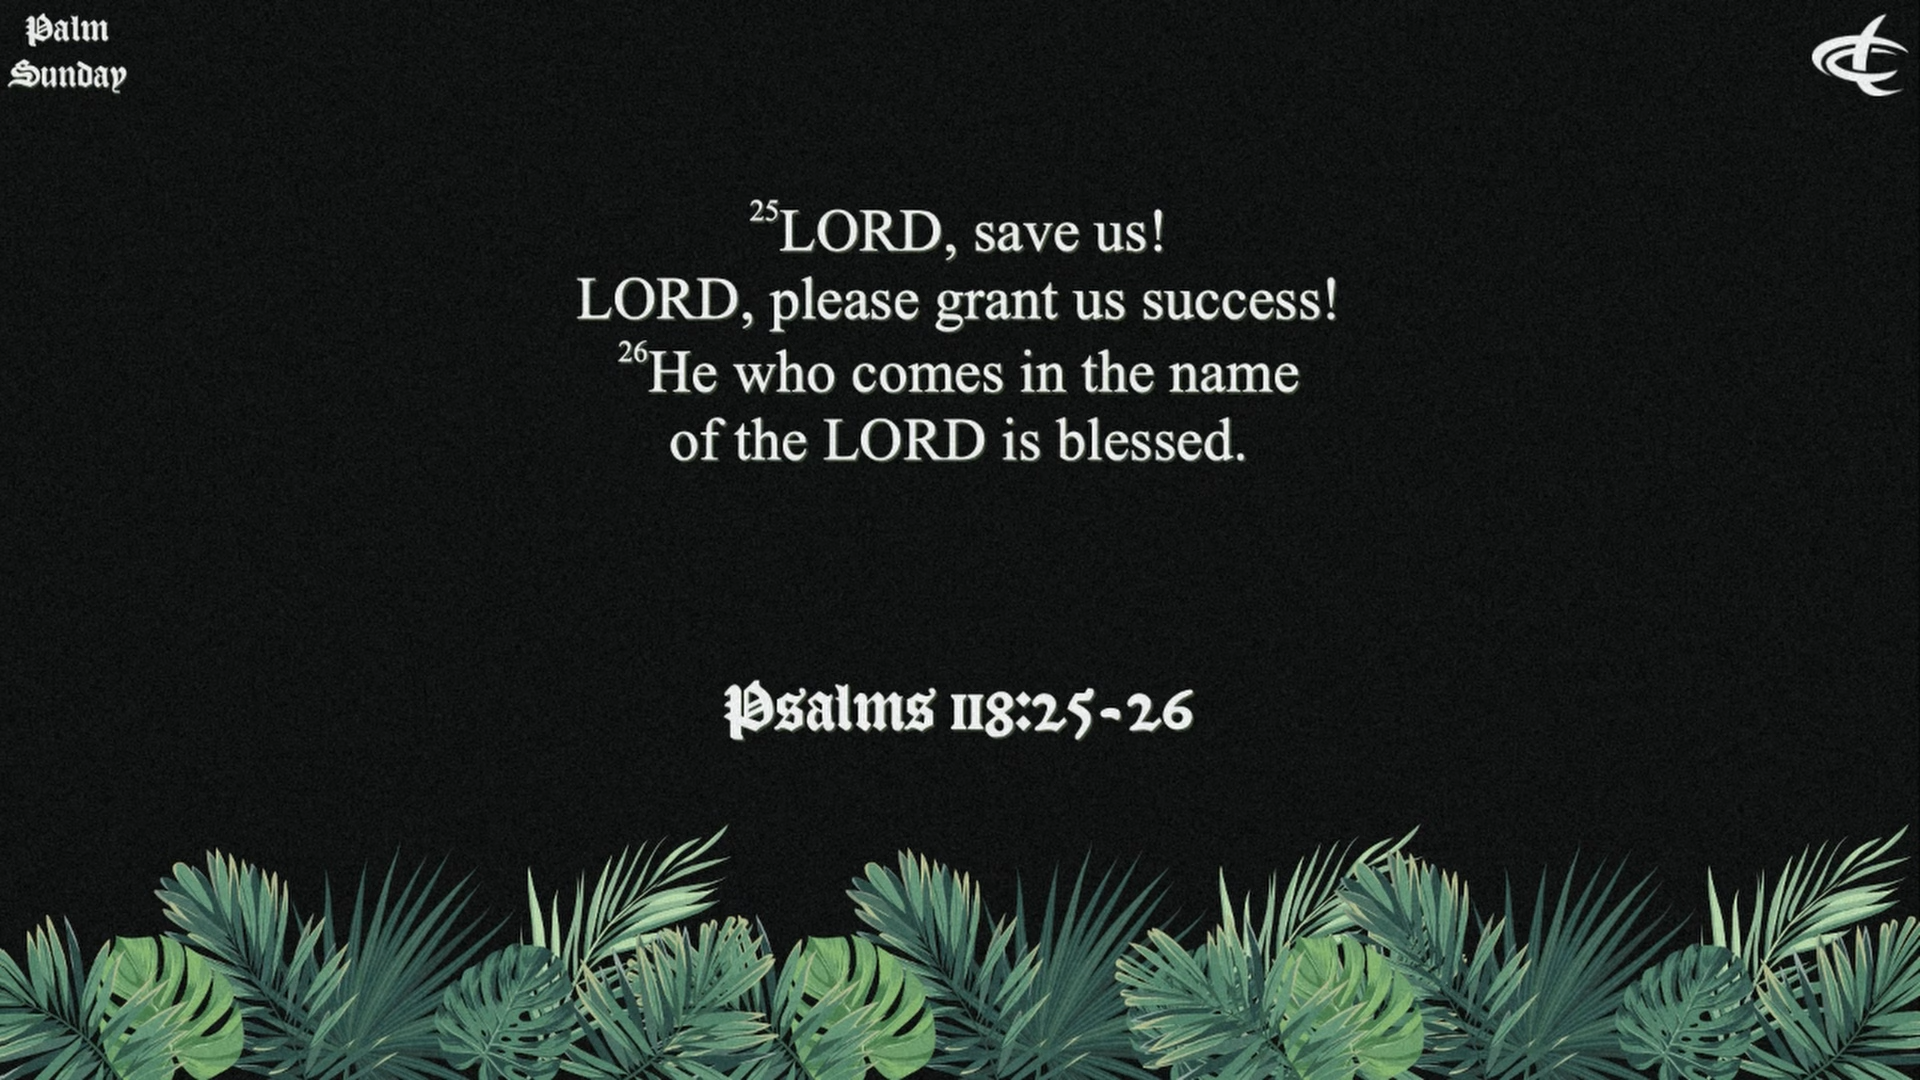 Palm
Sunday
25LORD, save us!
LORD, please grant us success!
26He who comes in the name
of the LORD is blessed.
Psalms 118:25-26